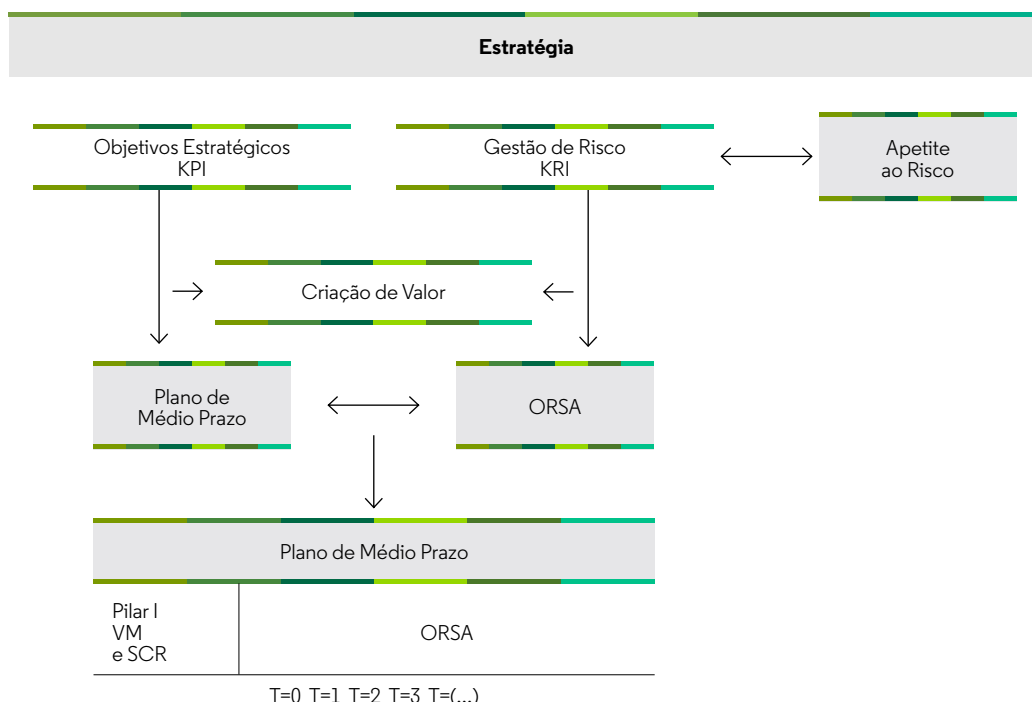 Estratégia
Objetivos Estratégicos
KPI
Gestão de Risco
KRI
Apetite
ao Risco
Criação de Valor
Plano de
Médio Prazo
ORSA
Plano de Médio Prazo
Pilar I
VM
e SCR
ORSA
T=0 T=1 T=2 T=3 T=(...)